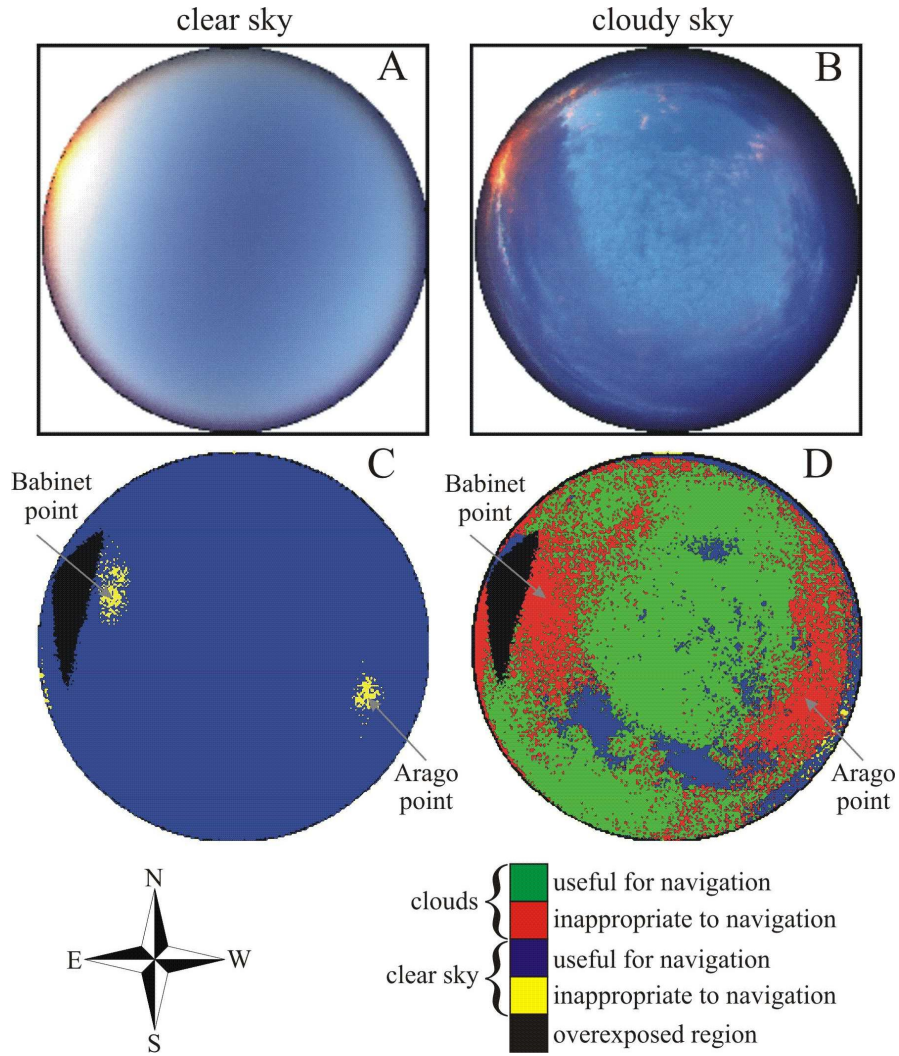 clear sky
cloudy sky
A
B
C
D
Babinet
point
Arago
point
Babinet
point
Arago
point
N
E
W
S
clouds
useful for navigation
inappropriate to navigation
clear sky
useful for navigation
inappropriate to navigation
overexposed region